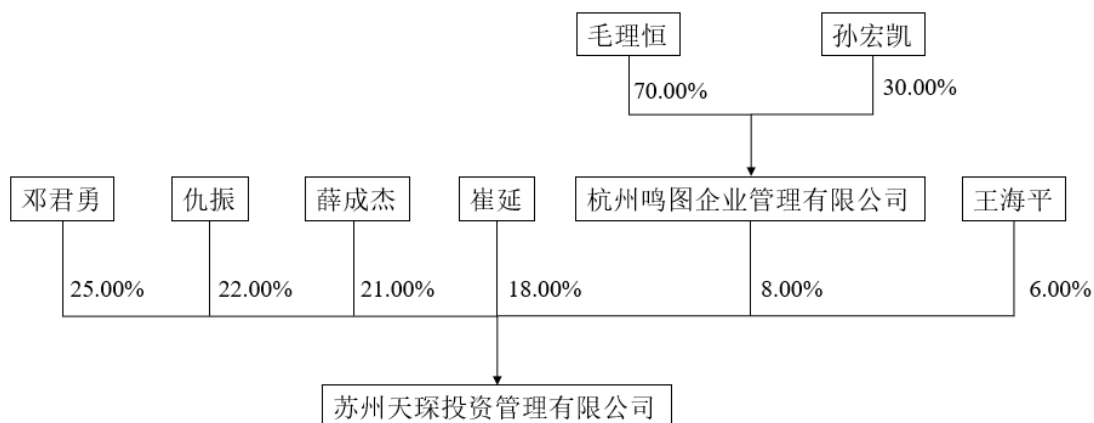 毛理恒
孙宏凯
70.00%
30.00%
邓君勇
仇振
薛成杰
崔延
杭州鸣图企业管理有限公司
王海平
25.00%
22.00%
21.00%
18.00%
8.00%
6.00%
苏州天琛投资管理有限公司